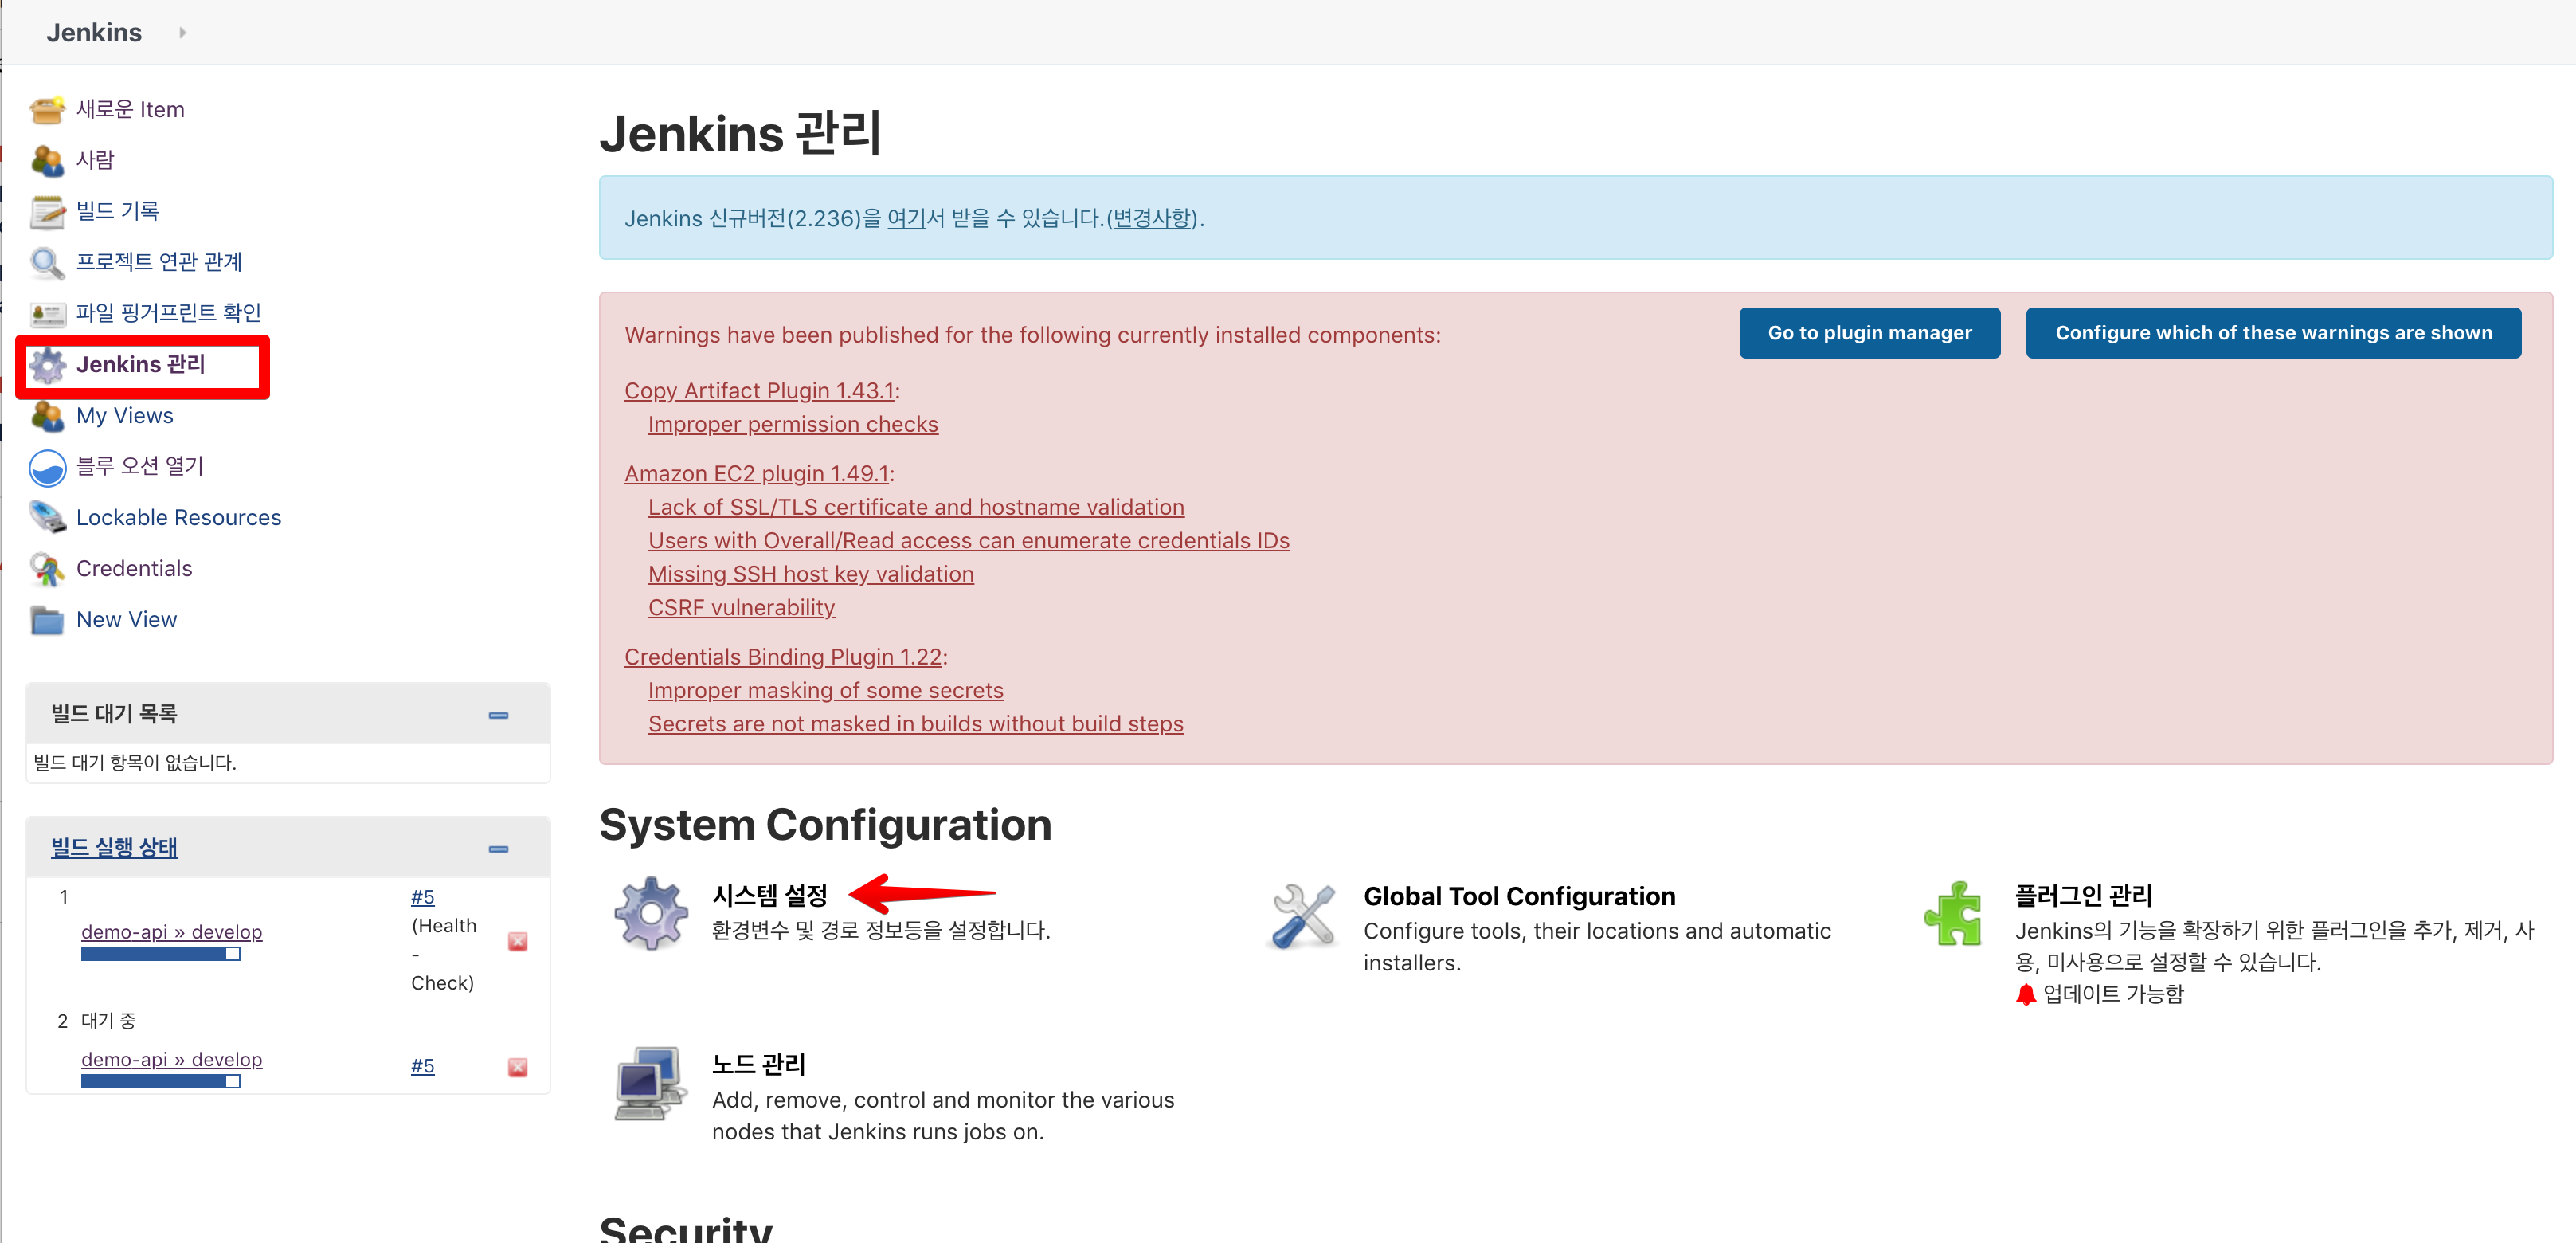 Jenkins
새로운 Item
사람
빌드 기록
프로젝트 연관 관계
파일 핑거프린트 확인
Jenkins 관리
My Views
블루 오션 열기
Lockable Resources
Credentials
New View
빌드 대기 목록
빌드 대기 항목이 없습니다.
빌드 실행 상태
1
demo-api » develop
#5
(Health
-
Check)
2 대기 중
demo-api » develop
#5
Jenkins 관리
Jenkins 신규버전(2.236)을 여기서 받을 수 있습니다.(변경사항).
Warnings have been published for the following currently installed components:
Go to plugin manager
Configure which of these warnings are shown
Copy Artifact Plugin 1.43.1:
Improper permission checks
Amazon EC2 plugin 1.49.1:
Lack of SSL/TLS certificate and hostname validation
Users with Overall/Read access can enumerate credentials IDs
Missing SSH host key validation
CSRF vulnerability
Credentials Binding Plugin 1.22:
Improper masking of some secrets
Secrets are not masked in builds without build steps
System Configuration
시스템 설정
환경변수 및 경로 정보등을 설정합니다.
Global Tool Configuration
Configure tools, their locations and automatic
installers.
플러그인 관리
Jenkins의 기능을 확장하기 위한 플러그인을 추가, 제거, 사
용, 미사용으로 설정할 수 있습니다.
업데이트 가능함
노드 관리
Add, remove, control and monitor the various
nodes that Jenkins runs jobs on.
Security